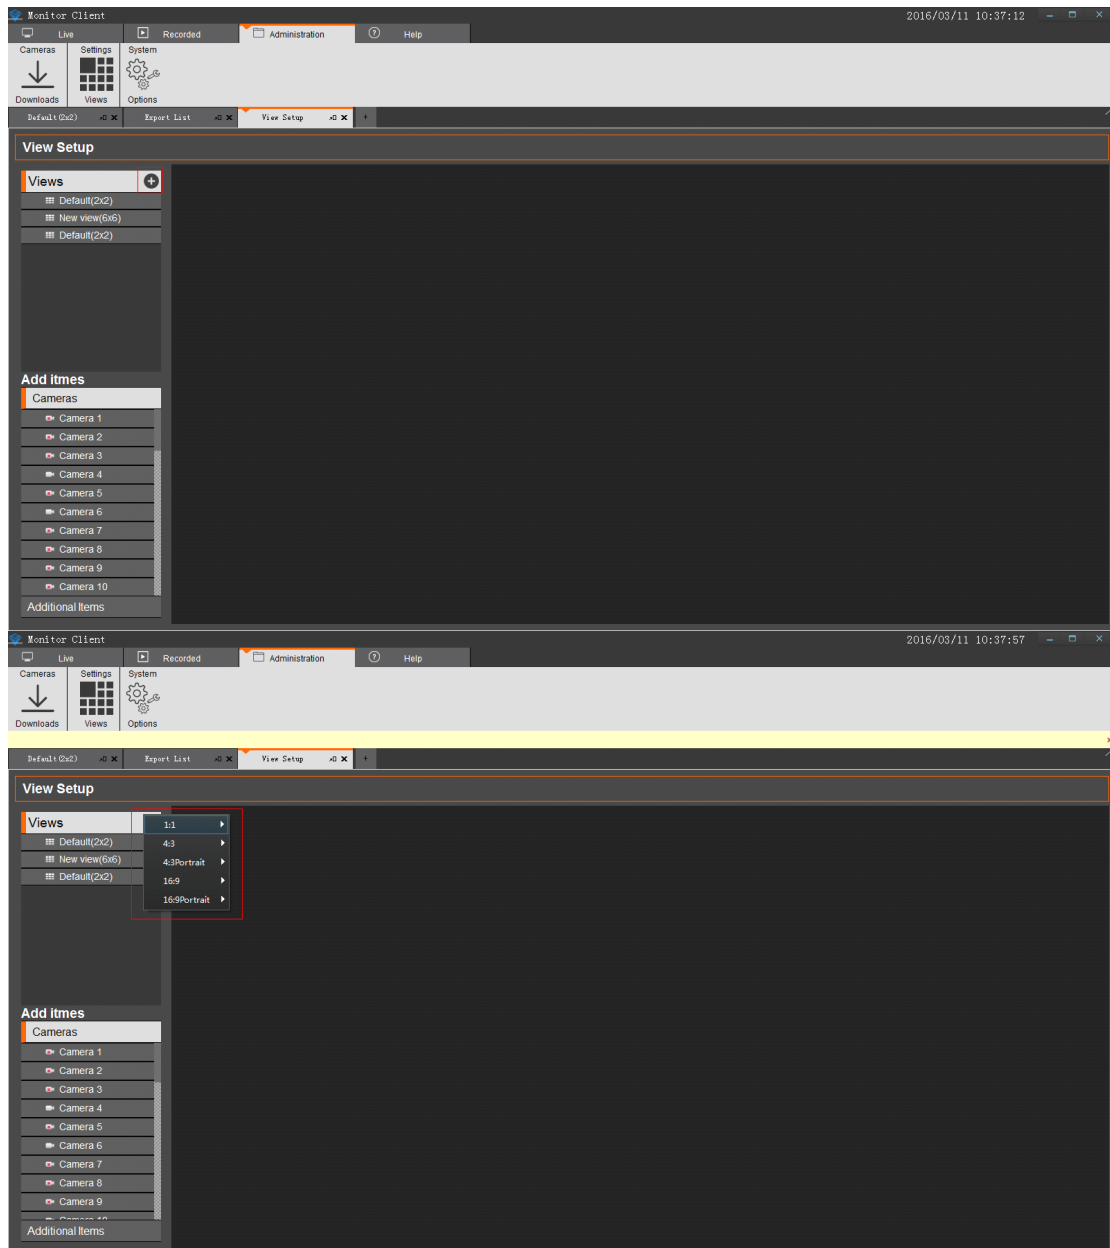 Monitor Client 2016/03/11 10:37:12
Live Recorded Administration Help
Cameras Settings System
Downloads Views Options
Default(2x2) Export List View Setup +
View Setup
Views
Default(2x2)
New view(6x6)
Default(2x2)
Add itmes
Cameras
Camera 1
Camera 2
Camera 3
Camera 4
Camera 5
Camera 6
Camera 7
Camera 8
Camera 9
Camera 10
Additional Items
Monitor Client 2016/03/11 10:37:57
Live Recorded Administration Help
Cameras Settings System
Downloads Views Options
Default(2x2) Export List View Setup +
View Setup
Views
1:1
Default(2x2) 4:3
New view(6x6) 4:3Portrait
Default(2x2) 16:9
16:9Portrait
Add itmes
Cameras
Camera 1
Camera 2
Camera 3
Camera 4
Camera 5
Camera 6
Camera 7
Camera 8
Camera 9
Camera 10
Additional Items